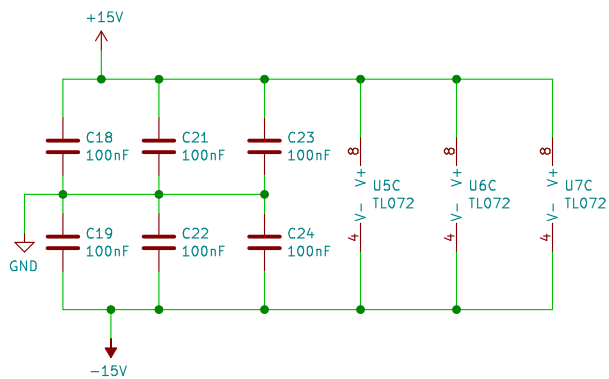 +15V
C18
100nF
C21
100nF
C23
100nF
8
V+
U5C
TL072
V-
4
8
V+
U6C
TL072
V-
4
8
V+
U7C
TL072
V-
4
GND
C19
100nF
C22
100nF
C24
100nF
-15V